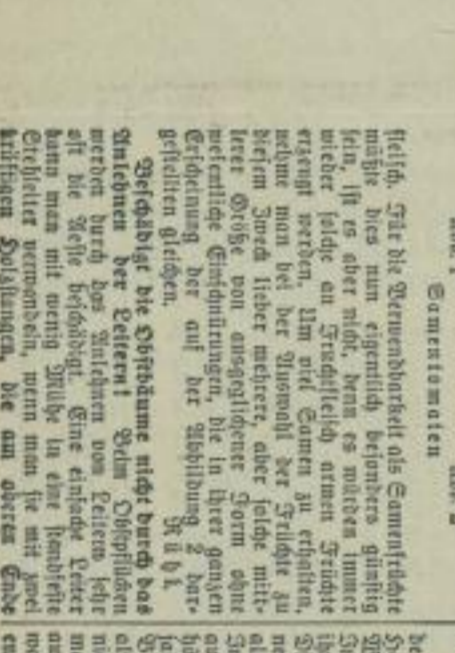 Samentomaten
fleisch. Für die Verwendbarkeit als Samenfrüchte
müßte dies nun eigentlich besonders günstig
sein, ist es aber nicht, denn es würden immer
wieder solche an Fruchtfleisch armen Früchte
erzeugt werden. Um viel Samen zu erhalten,
nehme man bei der Auswahl der Früchte zu
diesem Zweck lieber mehrere, aber solche mitt-
lerer Größe von ausgeglichener Form ohne
wesentliche Einschnürungen, die in ihrer ganzen
Erscheinung der auf der Abbildung 2 dar-
gestellten gleichen. Kühl.
Beschädigt die Obstbäume nicht durch das
Anlehnen der Leitern! Beim Obstpflücken
werden durch das Anlehnen von Leitern sehr
oft die Aeste beschädigt. Eine einfache Leiter
kann man mit wenig Mühe in eine standfeste
Stehleiter verwandeln, wenn man sie mit zwei
kräftigen Holzstangen, die am oberen Ende